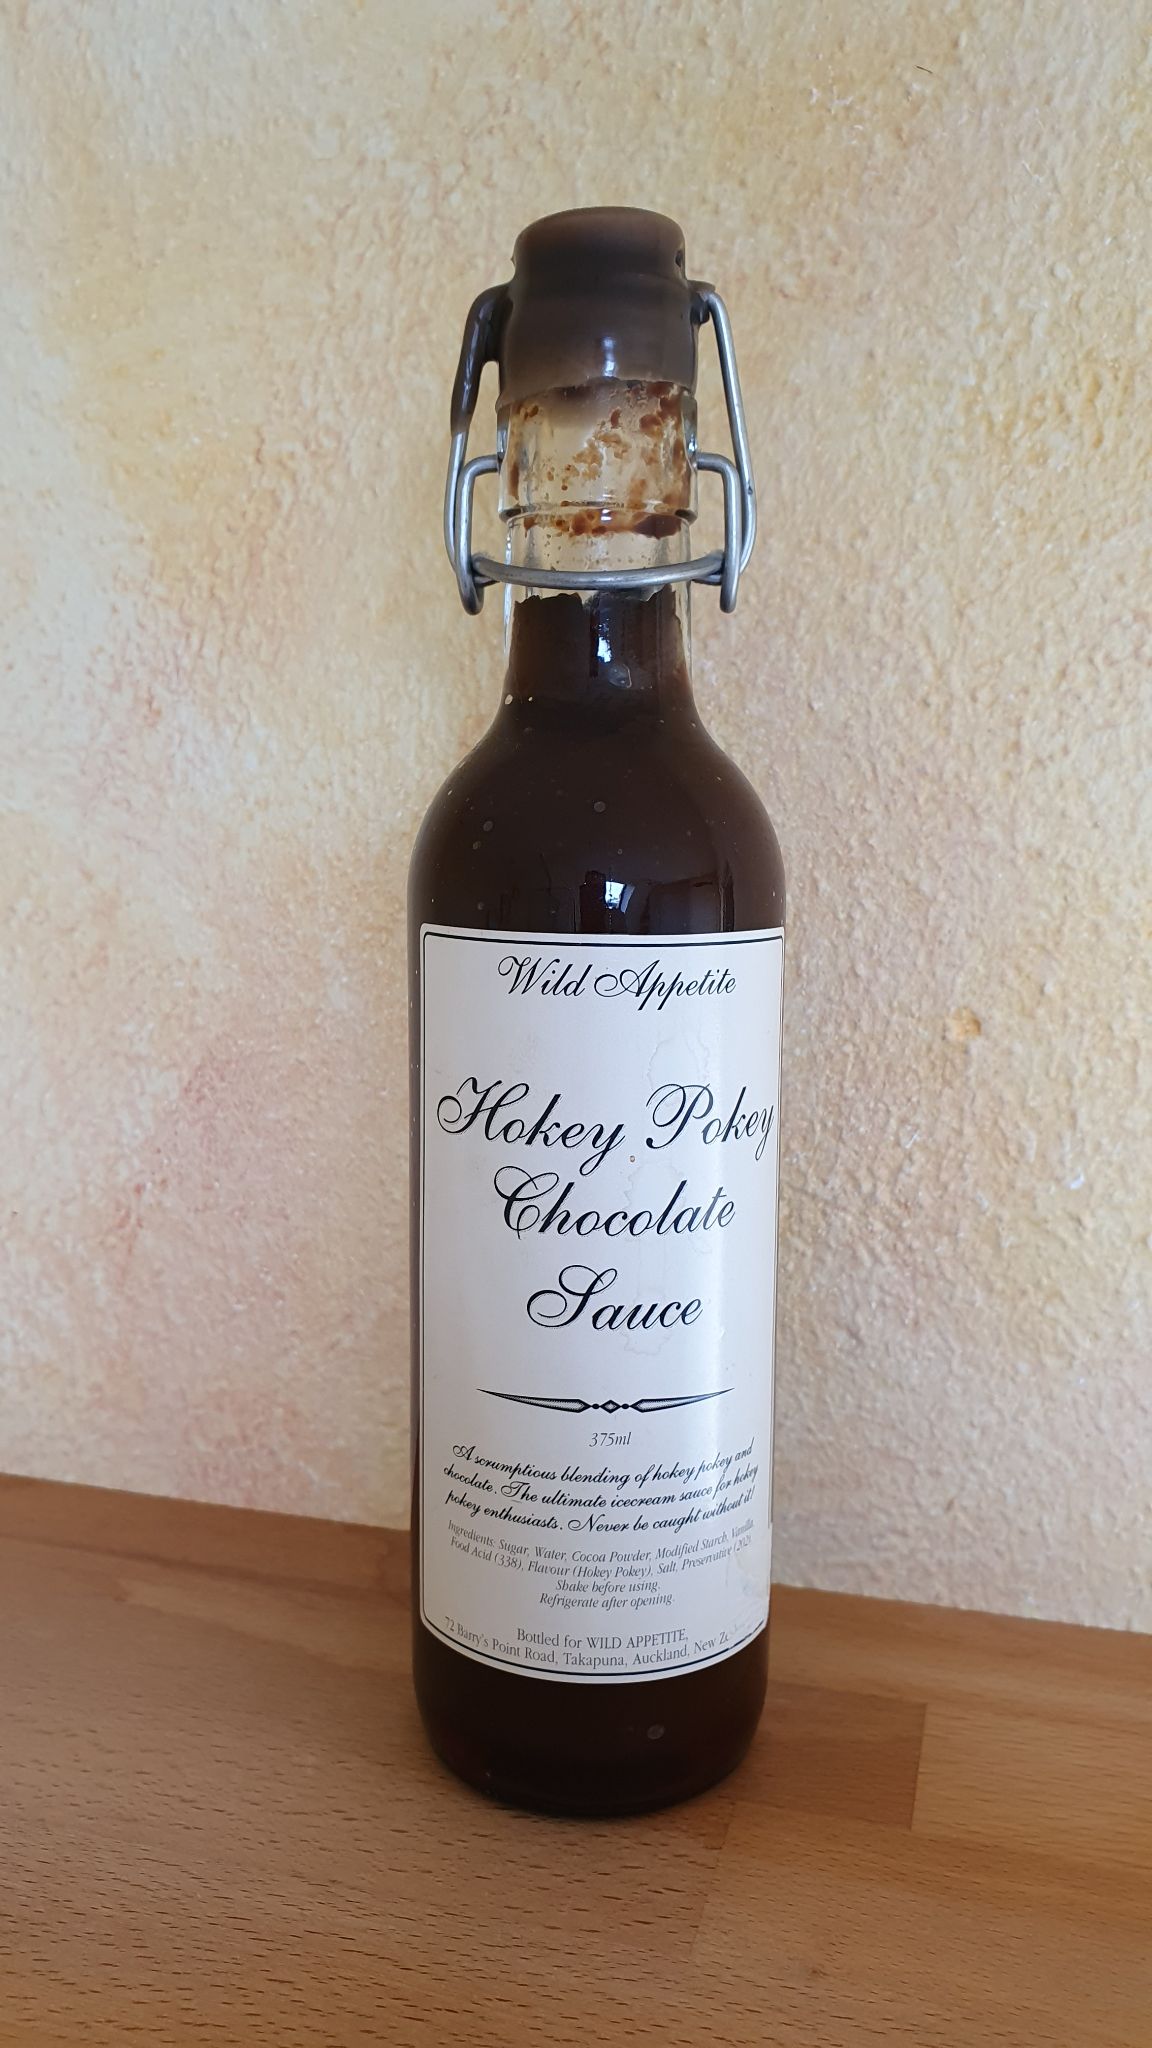 Wild Appetite
Hokey Pokey
Chocolate
Sauce
375ml
A scrumptious blending of hokey pokey and
chocolate. The ultimate icecream sauce for hokey
pokey enthusiasts. Never be caught without it!
Ingredients: Sugar, Water, Cocoa Powder, Modified Starch, Vanilla,
Food Acid (338), Flavour (Hokey Pokey), Salt, Preservative (202).
Shake before using.
Refrigerate after opening.
Bottled for WILD APPETITE,
72 Barry's Point Road, Takapuna, Auckland, New